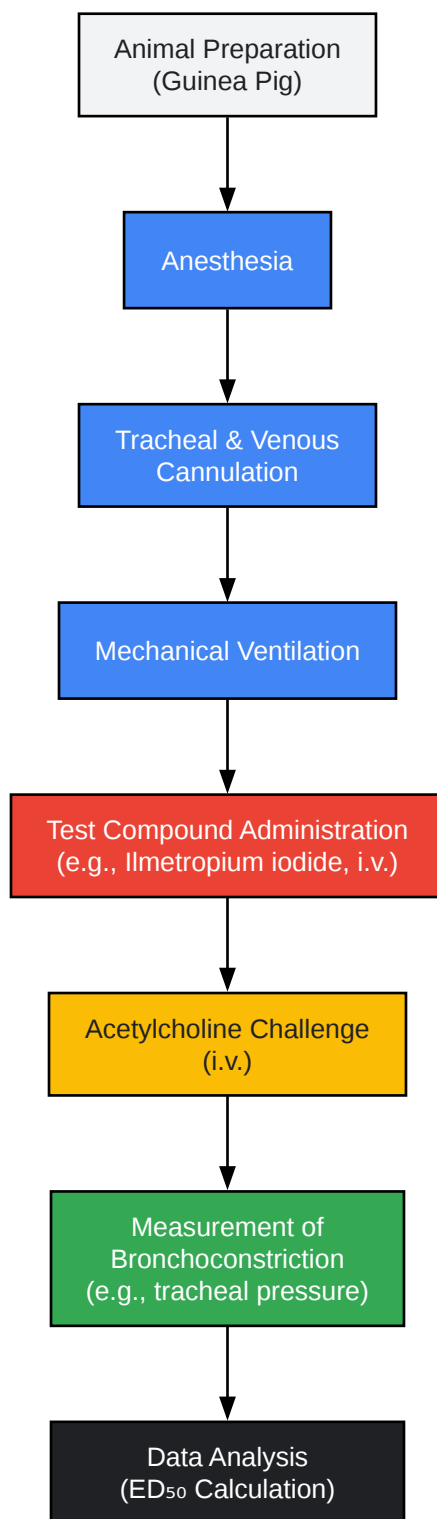 Animal Preparation
(Guinea Pig)
Anesthesia
Tracheal & Venous
Cannulation
Mechanical Ventilation
Test Compound Administration
(e.g., Ilmetropium iodide, i.v.)
Acetylcholine Challenge
(i.v.)
Measurement of
Bronchoconstriction
(e.g., tracheal pressure)
Data Analysis
(ED₅₀ Calculation)